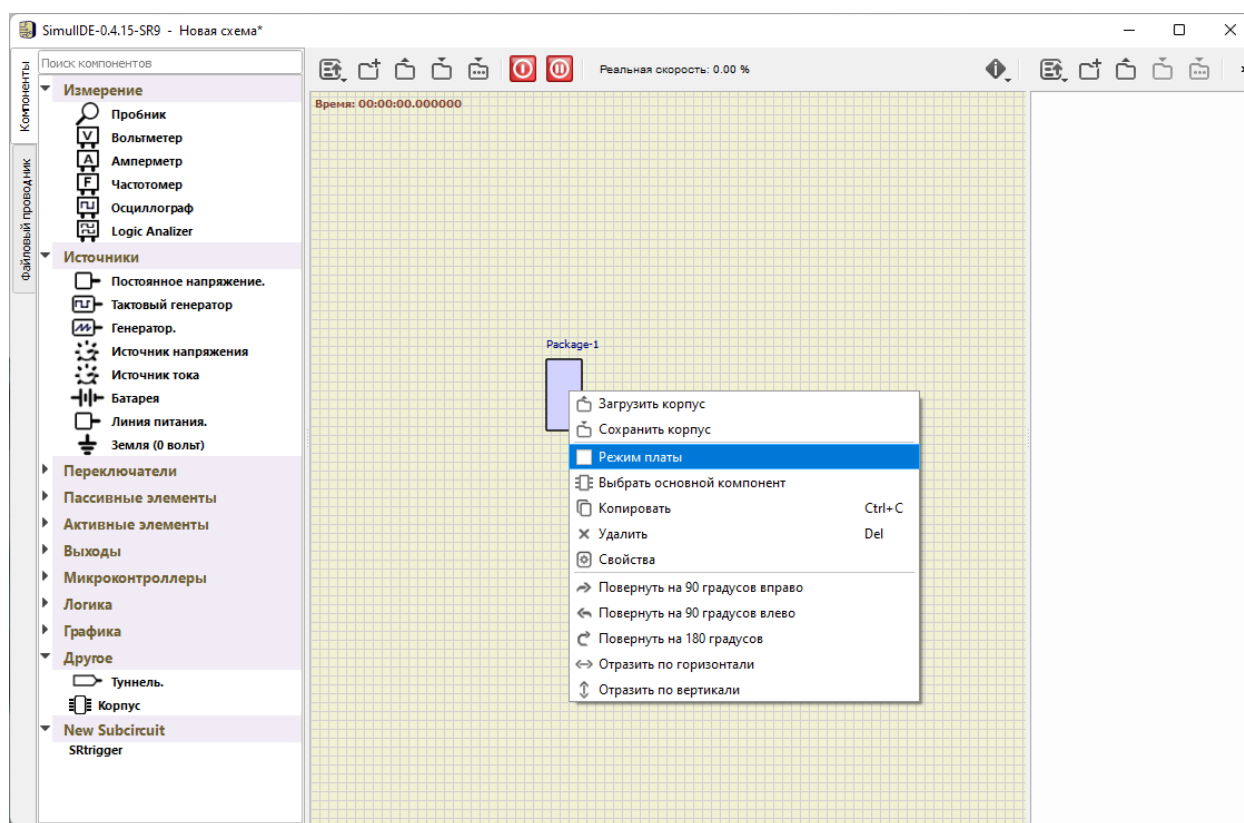 SimulIDE-0.4.15-SR9 - Новая схема*
Компоненты
Файловый проводник
Поиск компонентов
Измерение
Пробник
Вольтметер
Амперметр
Частотомер
Осциллограф
Logic Analizer
Источники
Постоянное напряжение.
Тактовый генератор
Генератор.
Источник напряжения
Источник тока
Батарея
Линия питания.
Земля (0 вольт)
Переключатели
Пассивные элементы
Активные элементы
Выходы
Микроконтроллеры
Логика
Графика
Другое
Туннель.
Корпус
New Subcircuit
SRtrigger
Реальная скорость: 0.00 %
Время: 00:00:00.000000
Package-1
Загрузить корпус
Сохранить корпус
Режим платы
Выбрать основной компонент
Копировать Ctrl+C
Удалить Del
Свойства
Повернуть на 90 градусов вправо
Повернуть на 90 градусов влево
Повернуть на 180 градусов
Отразить по горизонтали
Отразить по вертикали